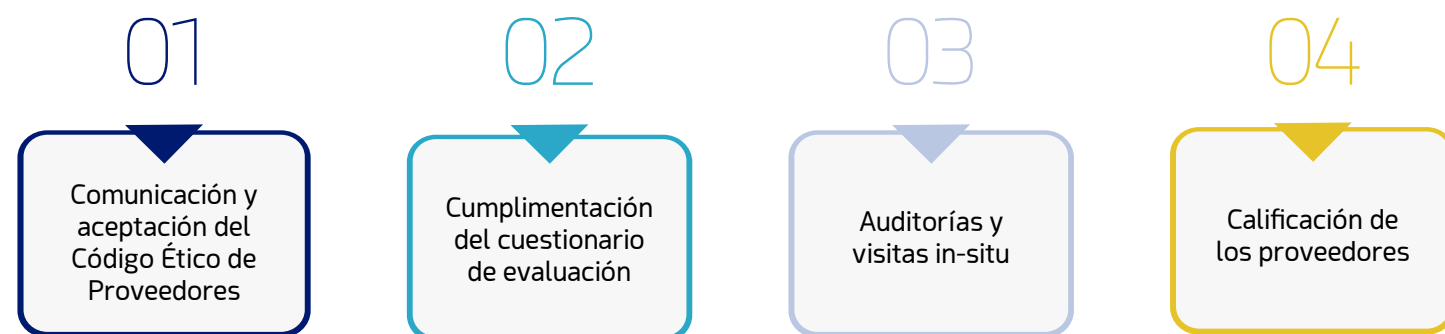 01
Comunicación y
aceptación del
Código Ético de
Proveedores
02
Cumplimentación
del cuestionario
de evaluación
03
Auditorías y
visitas in-situ
04
Calificación de
los proveedores